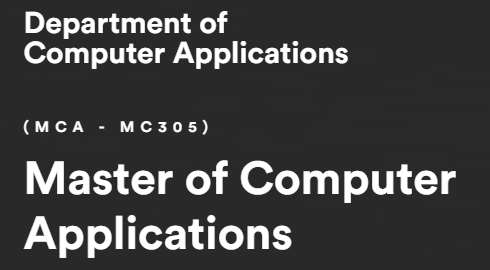 Department of
Computer Applications
(MCA - MC305)
Master of Computer
Applications